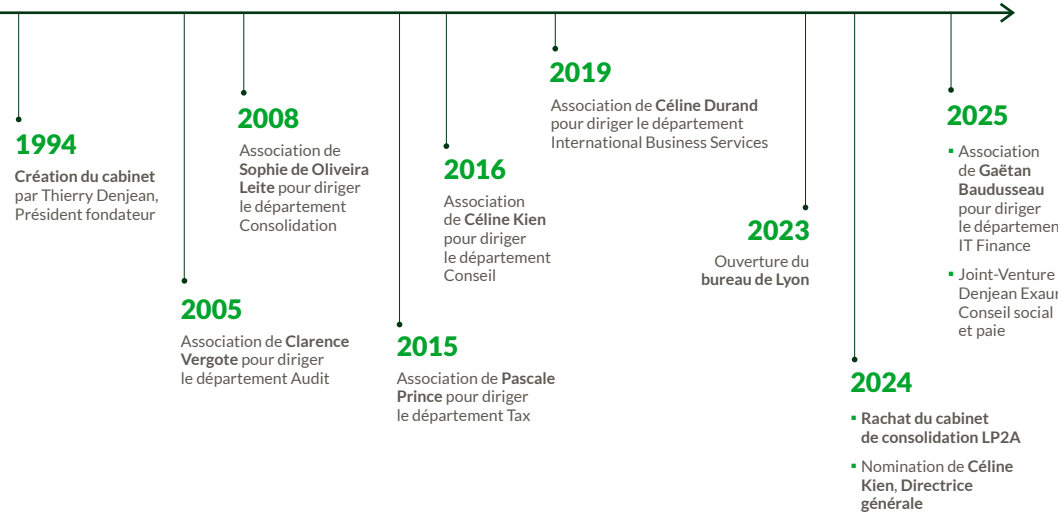 1994
Création du cabinet
par Thierry Denjean,
Président fondateur
2005
Association de Clarence
Vergote pour diriger
le département Audit
2008
Association de
Sophie de Oliveira
Leite pour diriger
le département
Consolidation
2015
Association de Pascale
Prince pour diriger
le département Tax
2016
Association
de Céline Kien
pour diriger
le département
Conseil
2019
Association de Céline Durand
pour diriger le département
International Business Services
2023
Ouverture du
bureau de Lyon
2024
▪ Rachat du cabinet
de consolidation LP2A
▪ Nomination de Céline
Kien, Directrice
générale
2025
▪ Association
de Gaëtan
Baudusseau
pour diriger
le départemen
IT Finance
▪ Joint-Venture
Denjean Exaur
Conseil social
et paie